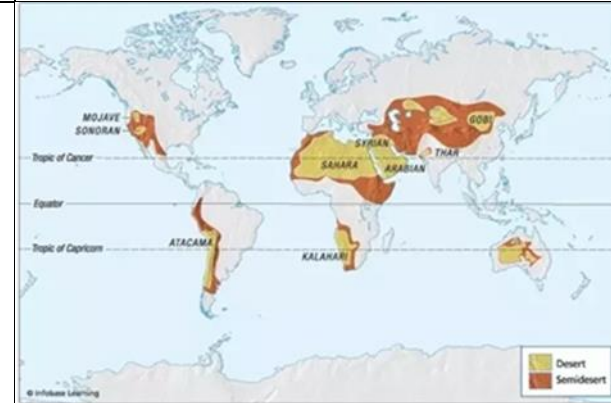 MOJAVE
SONORAN
GOBI
SYRIAN
THAR
Tropic of Cancer
SAHARA
ARABIAN
Equator
ATACAMA
Tropic of Capricorn
KALAHARI
Desert
Semidesert
© Infobase Learning